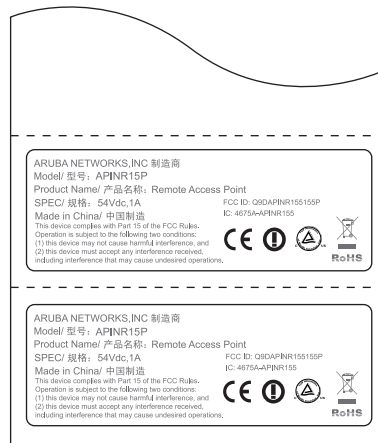 ARUBA NETWORKS,INC 制造商
Model/ 型号: APINR15P
Product Name/ 产品名称: Remote Access Point
SPEC/ 规格: 54Vdc,1A
Made in China/ 中国制造
This device complies with Part 15 of the FCC Rules.
Operation is subject to the following two conditions:
(1) this device may not cause harmful interference, and
(2) this device must accept any interference received,
including interference that may cause undesired operations.
FCC ID: Q9DAPINR155155P
IC: 4675A-APINR155
CE
RoHS
ARUBA NETWORKS,INC 制造商
Model/ 型号: APINR15P
Product Name/ 产品名称: Remote Access Point
SPEC/ 规格: 54Vdc,1A
Made in China/ 中国制造
This device complies with Part 15 of the FCC Rules.
Operation is subject to the following two conditions:
(1) this device may not cause harmful interference, and
(2) this device must accept any interference received,
including interference that may cause undesired operations.
FCC ID: Q9DAPINR155155P
IC: 4675A-APINR155
CE
RoHS